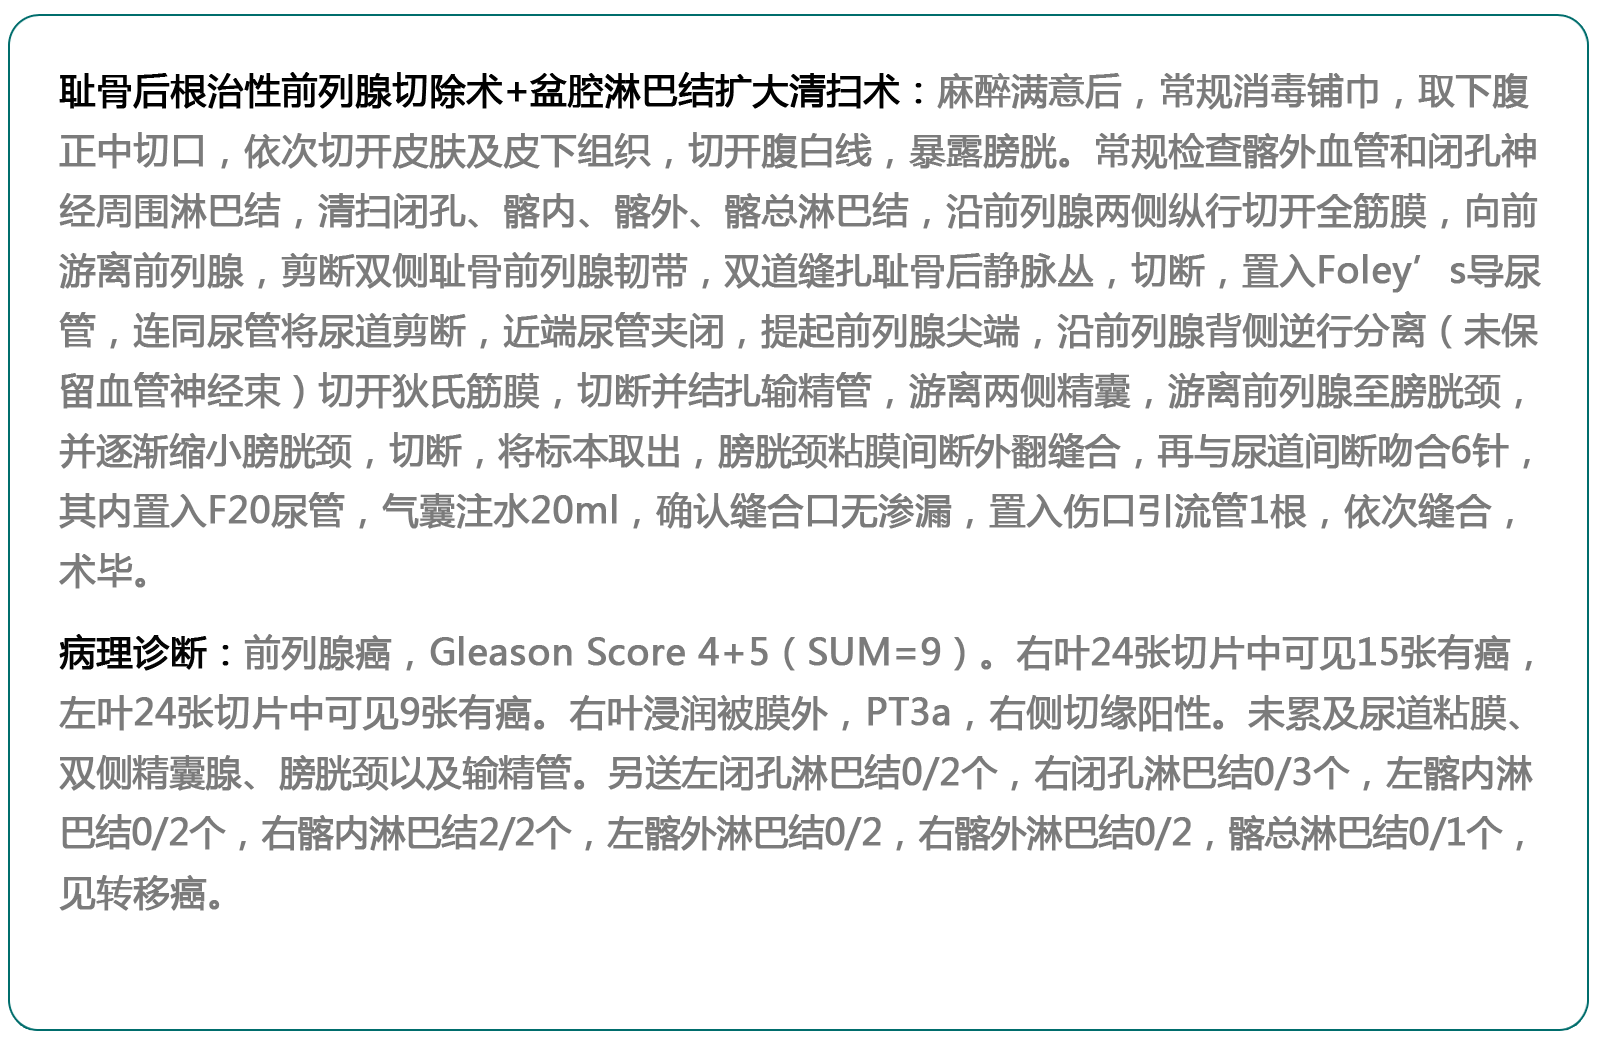 耻骨后根治性前列腺切除术+盆腔淋巴结扩大清扫术：麻醉满意后，常规消毒铺巾，取下腹
正中切口，依次切开皮肤及皮下组织，切开腹白线，暴露膀胱。常规检查髂外血管和闭孔神
经周围淋巴结，清扫闭孔、髂内、髂外、髂总淋巴结，沿前列腺两侧纵行切开全筋膜，向前
游离前列腺，剪断双侧耻骨前列腺韧带，双道缝扎耻骨后静脉丛，切断，置入Foley’s导尿
管，连同尿管将尿道剪断，近端尿管夹闭，提起前列腺尖端，沿前列腺背侧逆行分离（未保
留血管神经束）切开狄氏筋膜，切断并结扎输精管，游离两侧精囊，游离前列腺至膀胱颈，
并逐渐缩小膀胱颈，切断，将标本取出，膀胱颈粘膜间断外翻缝合，再与尿道间断吻合6针，
其内置入F20尿管，气囊注水20ml，确认缝合口无渗漏，置入伤口引流管1根，依次缝合，
术毕。
病理诊断：前列腺癌，Gleason Score 4+5（SUM=9）。右叶24张切片中可见15张有癌，
左叶24张切片中可见9张有癌。右叶浸润被膜外，PT3a，右侧切缘阳性。未累及尿道粘膜、
双侧精囊腺、膀胱颈以及输精管。另送左闭孔淋巴结0/2个，右闭孔淋巴结0/3个，左髂内淋
巴结0/2个，右髂内淋巴结2/2个，左髂外淋巴结0/2，右髂外淋巴结0/2，髂总淋巴结0/1个，
见转移癌。